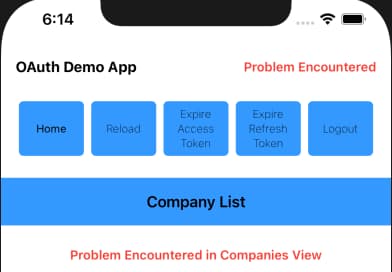 6:14
OAuth Demo App
Problem Encountered
Home
Reload
Expire
Access
Token
Expire
Refresh
Token
Logout
Company List
Problem Encountered in Companies View